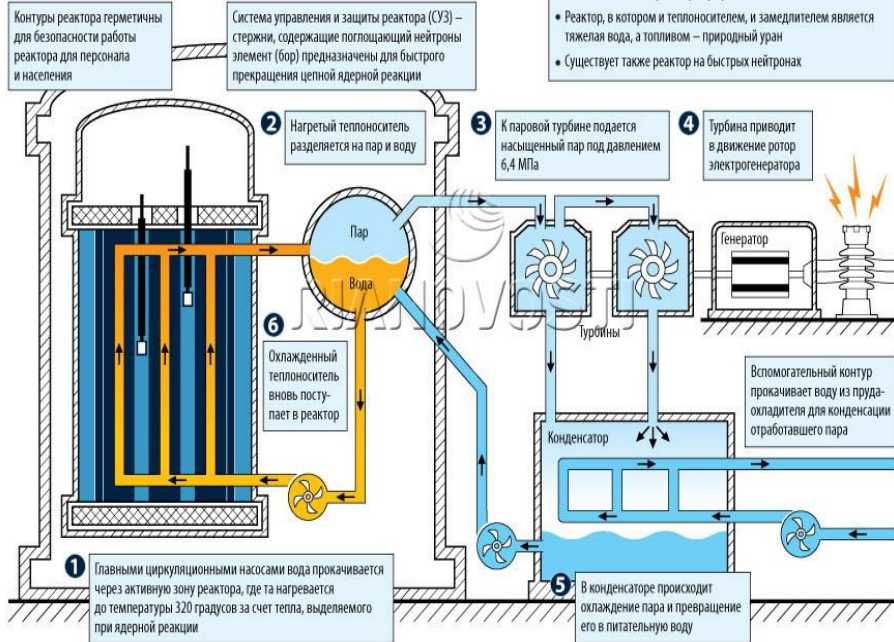 Контуры реактора герметичны
для безопасности работы
реактора для персонала
и населения
Система управления и защиты реактора (СУЗ) –
стержни, содержащие поглощающий нейтроны
элемент (бор) предназначены для быстрого
прекращения цепной ядерной реакции
• Реактор, в котором и теплоносителем, и замедлителем является
тяжелая вода, а топливом – природный уран
• Существует также реактор на быстрых нейтронах
2 Нагретый теплоноситель
разделяется на пар и воду
3 К паровой турбине подается
насыщенный пар под давлением
6,4 МПа
4 Турбина приводит
в движение ротор
электрогенератора
Пар
Вода
Генератор
RIANOVOSTI
Турбины
6
Охлажденный
теплоноситель
вновь посту-
пает в реактор
Вспомогательный контур
прокачивает воду из пруда-
охладителя для конденсации
отработавшего пара
Конденсатор
1 Главными циркуляционными насосами вода прокачивается
через активную зону реактора, где та нагревается
до температуры 320 градусов за счет тепла, выделяемого
при ядерной реакции
5 В конденсаторе происходит
охлаждение пара и превращение
его в питательную воду